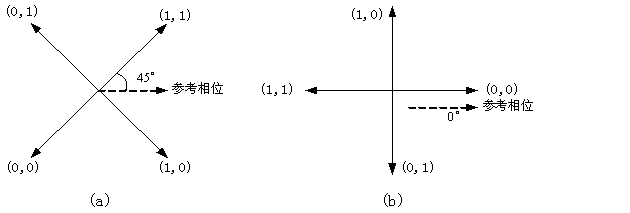 (0,1)
(1,1)
45°
参考相位
(0,0)
(1,0)
(a)
(1,0)
(1,1)
(0,0)
参考相位
0°
(0,1)
(b)